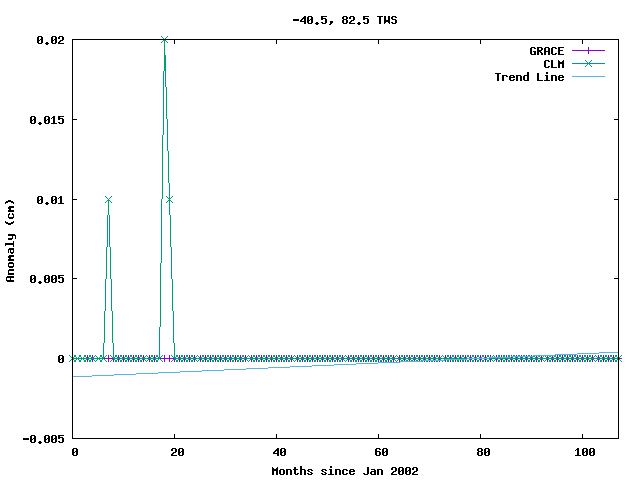 -40.5, 82.5 TWS
GRACE
CLM
Trend Line
0.02
0.015
0.01
0.005
0
-0.005
Anomaly (cm)
0 20 40 60 80 100
Months since Jan 2002